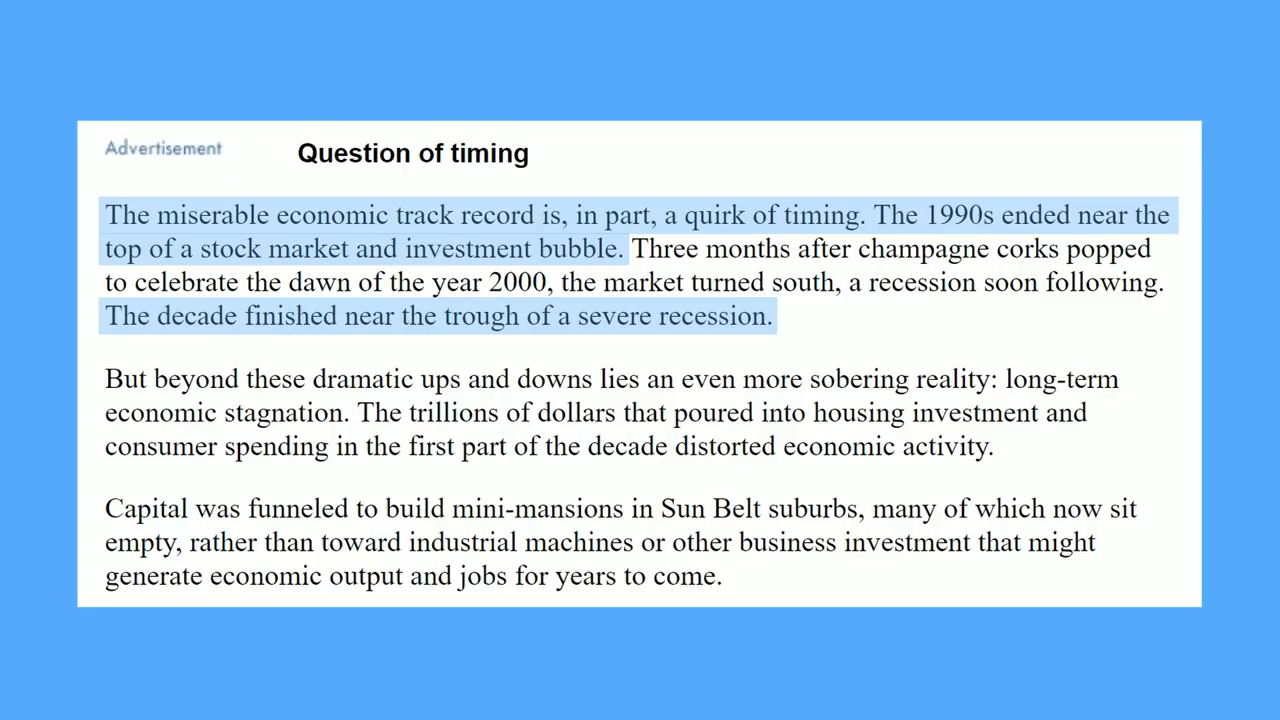 Advertisement
Question of timing
The miserable economic track record is, in part, a quirk of timing. The 1990s ended near the
top of a stock market and investment bubble. Three months after champagne corks popped
to celebrate the dawn of the year 2000, the market turned south, a recession soon following.
The decade finished near the trough of a severe recession.
But beyond these dramatic ups and downs lies an even more sobering reality: long-term
economic stagnation. The trillions of dollars that poured into housing investment and
consumer spending in the first part of the decade distorted economic activity.
Capital was funneled to build mini-mansions in Sun Belt suburbs, many of which now sit
empty, rather than toward industrial machines or other business investment that might
generate economic output and jobs for years to come.